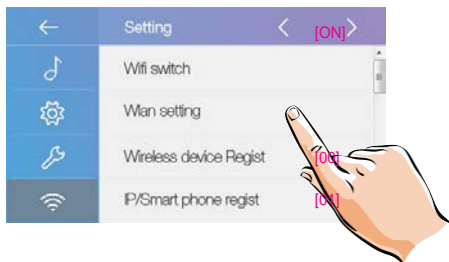 Setting [ON]
Wifi switch
Wlan setting
Wireless device Regist [00]
IP/Smart phone regist [01]